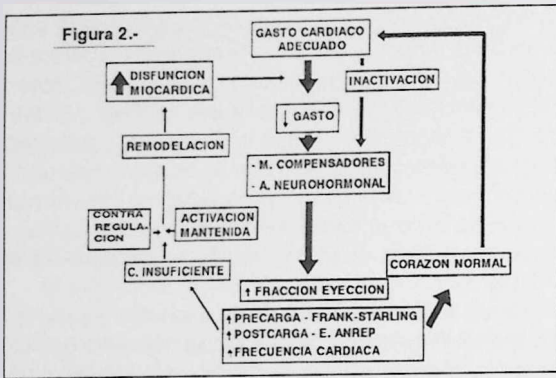 Figura 2.-
GASTO CARDIACO
ADECUADO
DISFUNCION
MIOCARDICA
INACTIVACION
↓ GASTO
REMODELACION
- M. COMPENSADORES
- A. NEUROHORMONAL
CONTRA
REGULA
CION
ACTIVACION
MANTENIDA
C. INSUFICIENTE
CORAZON NORMAL
↑ FRACCION EYECCION
↑ PRECARGA - FRANK-STARLING
↑ POSTCARGA - E. ANREP
↑ FRECUENCIA CARDIACA